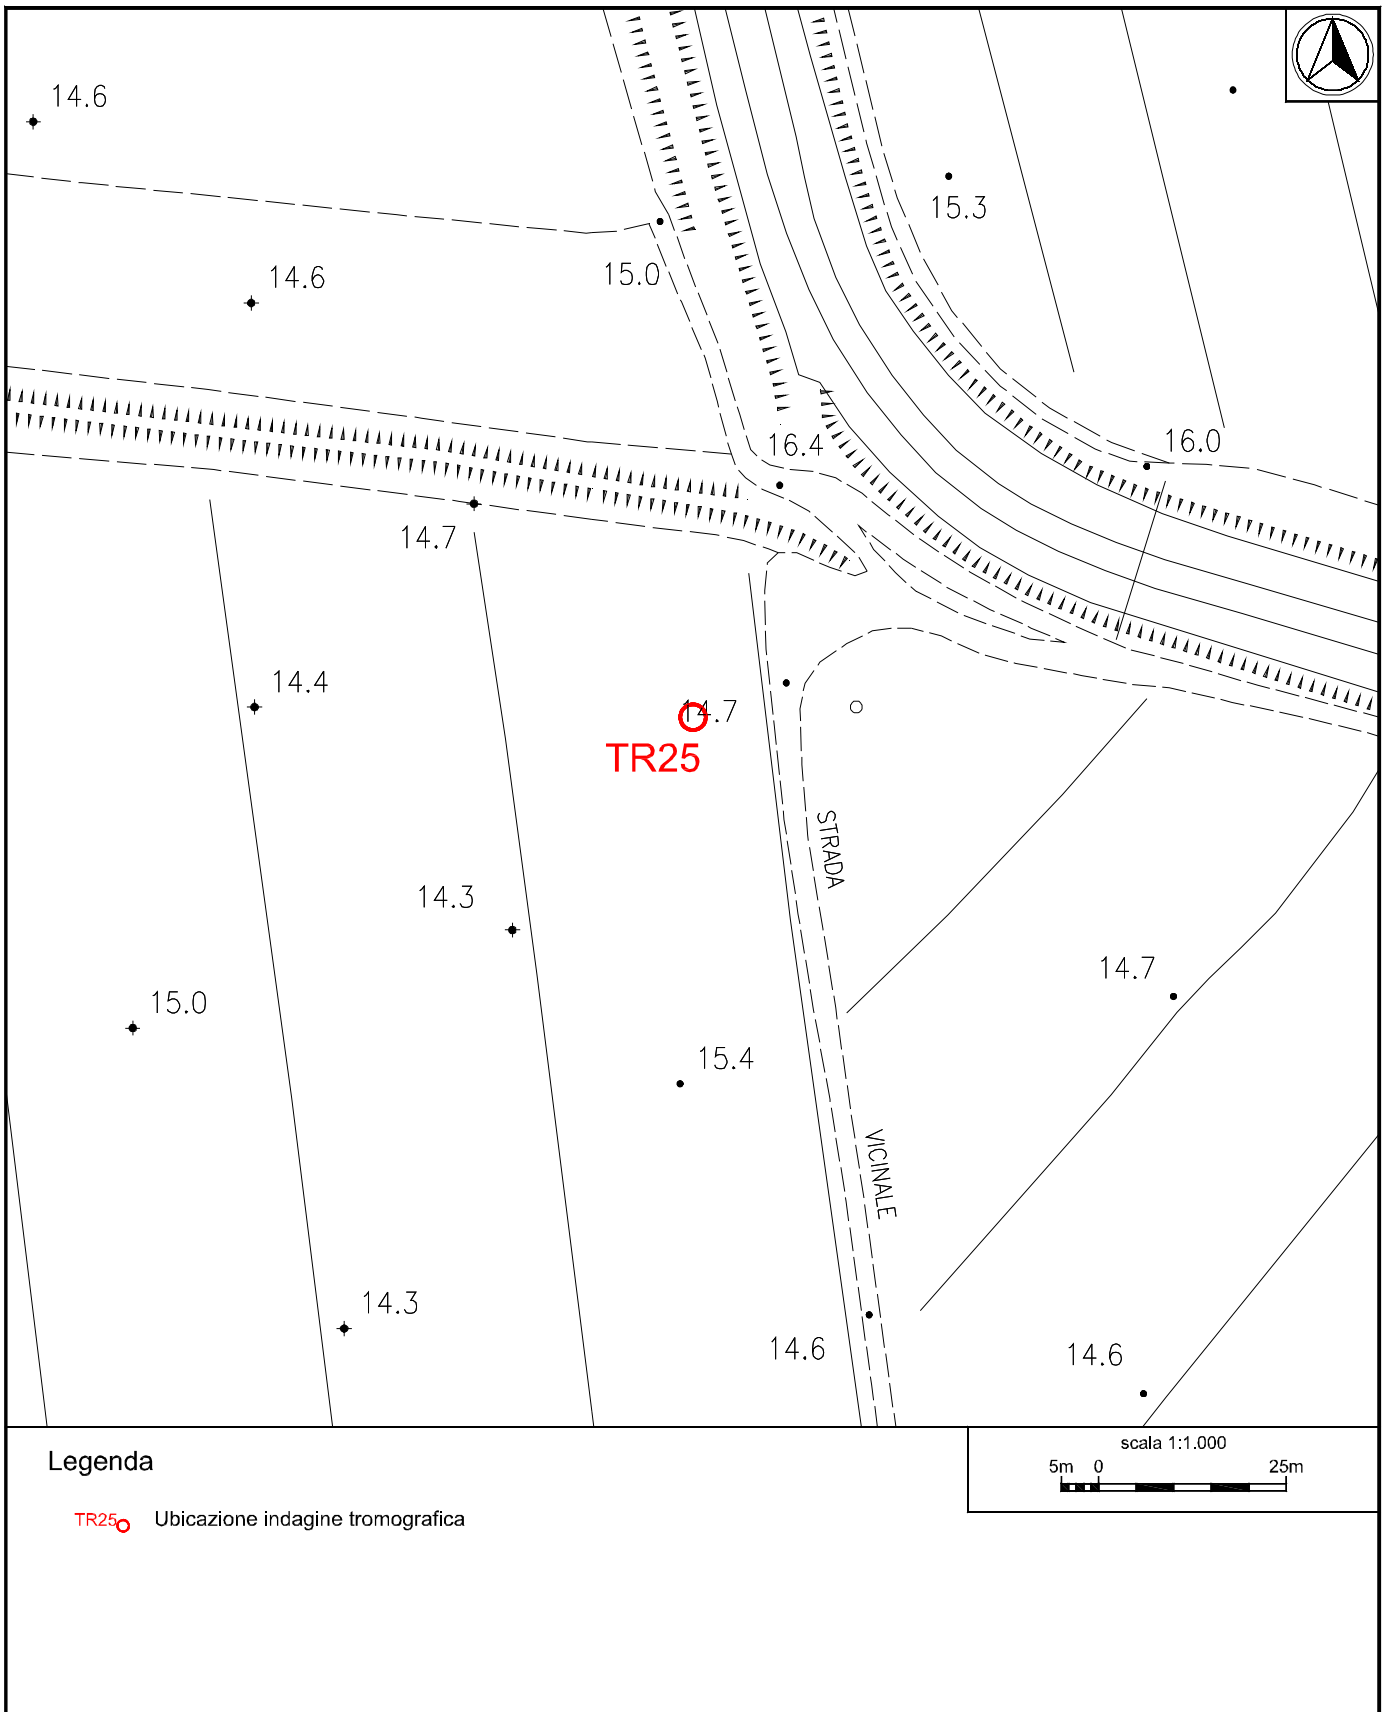 14.6
15.3
14.6
15.0
16.4
16.0
14.7
14.4
14.7
TR25
STRADA
14.3
14.7
15.0
15.4
VICINALE
14.3
14.6
14.6
Legenda
TR25
Ubicazione indagine tromografica
scala 1:1.000
5m 0 25m